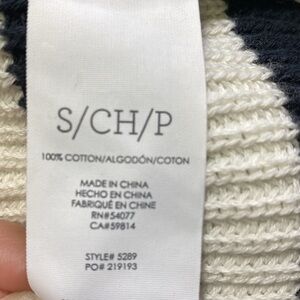 S/CH/P
100% COTTON/ALGODÓN/COTON
MADE IN CHINA
HECHO EN CHINA
FABRIQUÉ EN CHINE
RN#54077
CA#59814
STYLE# 5289
PO# 219193